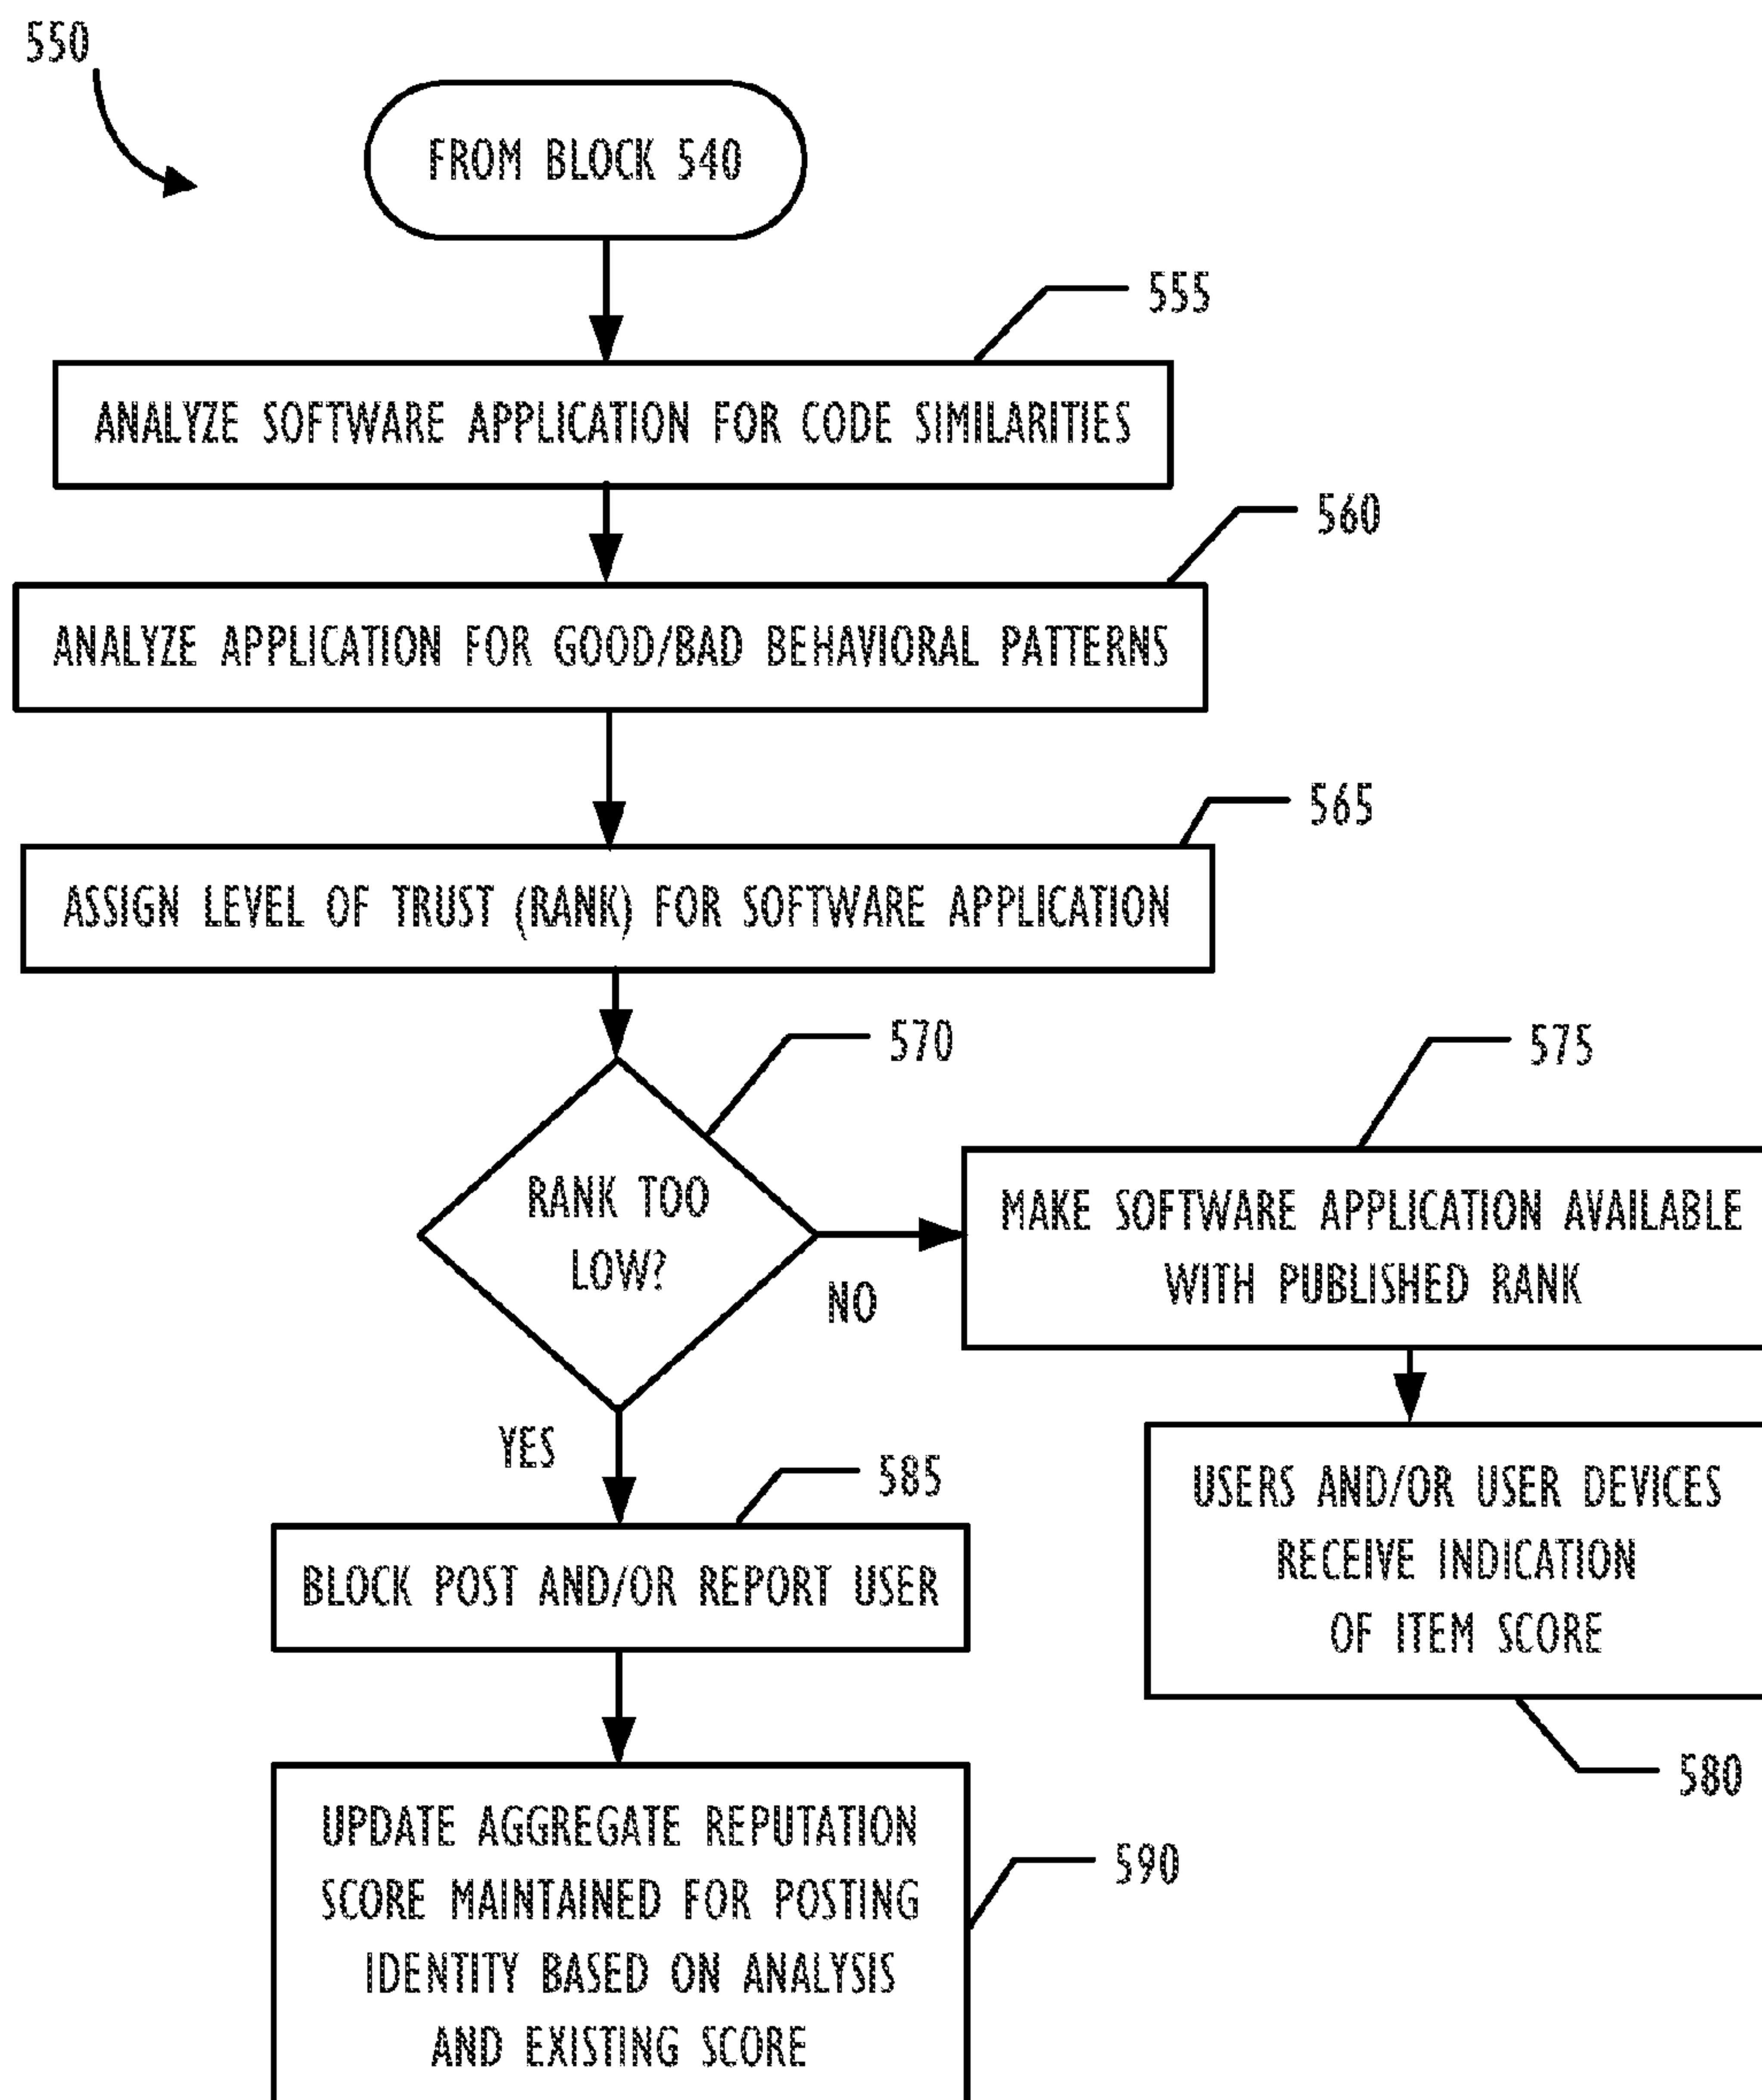 550
FROM BLOCK 540
555
ANALYZE SOFTWARE APPLICATION FOR CODE SIMILARITIES
560
ANALYZE APPLICATION FOR GOOD/BAD BEHAVIORAL PATTERNS
565
ASSIGN LEVEL OF TRUST (RANK) FOR SOFTWARE APPLICATION
570
RANK TOO
LOW?
NO
575
MAKE SOFTWARE APPLICATION AVAILABLE
WITH PUBLISHED RANK
USERS AND/OR USER DEVICES
RECEIVE INDICATION
OF ITEM SCORE
580
YES
585
BLOCK POST AND/OR REPORT USER
UPDATE AGGREGATE REPUTATION
SCORE MAINTAINED FOR POSTING
IDENTITY BASED ON ANALYSIS
AND EXISTING SCORE
590